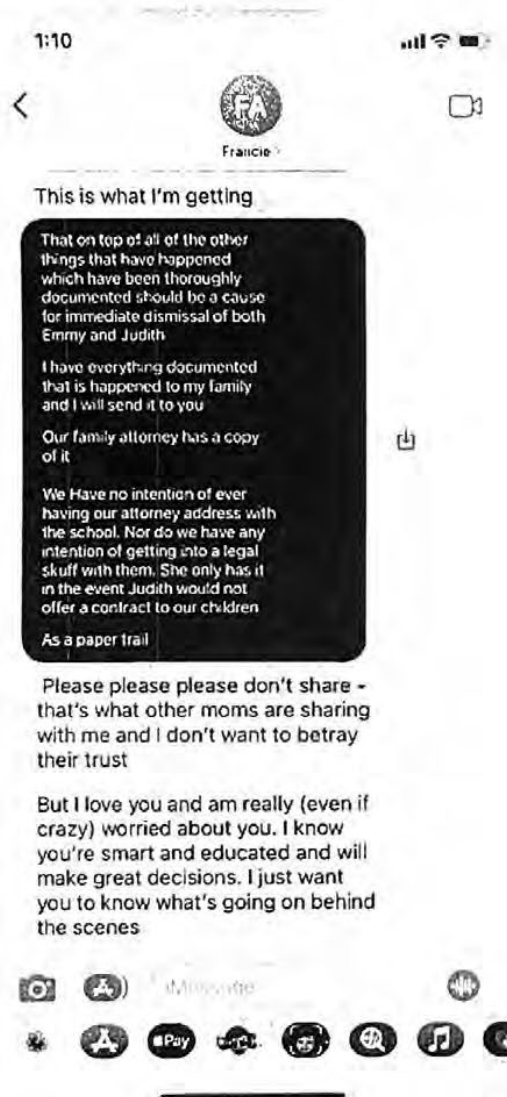 1:10
FA
Francie
This is what I'm getting
That on top of all of the other
things that have happened
which have been thoroughly
documented should be a cause
for immediate dismissal of both
Emmy and Judith
I have everything documented
that is happened to my family
and I will send it to you
Our family attorney has a copy
of it
We Have no intention of ever
having our attorney address with
the school. Nor do we have any
intention of getting into a legal
skuff with them. She only has it
in the event Judith would not
offer a contract to our children
As a paper trail
Please please please don't share -
that's what other moms are sharing
with me and I don't want to betray
their trust
But I love you and am really (even if
crazy) worried about you. I know
you're smart and educated and will
make great decisions. I just want
you to know what's going on behind
the scenes
iMessage
Pay